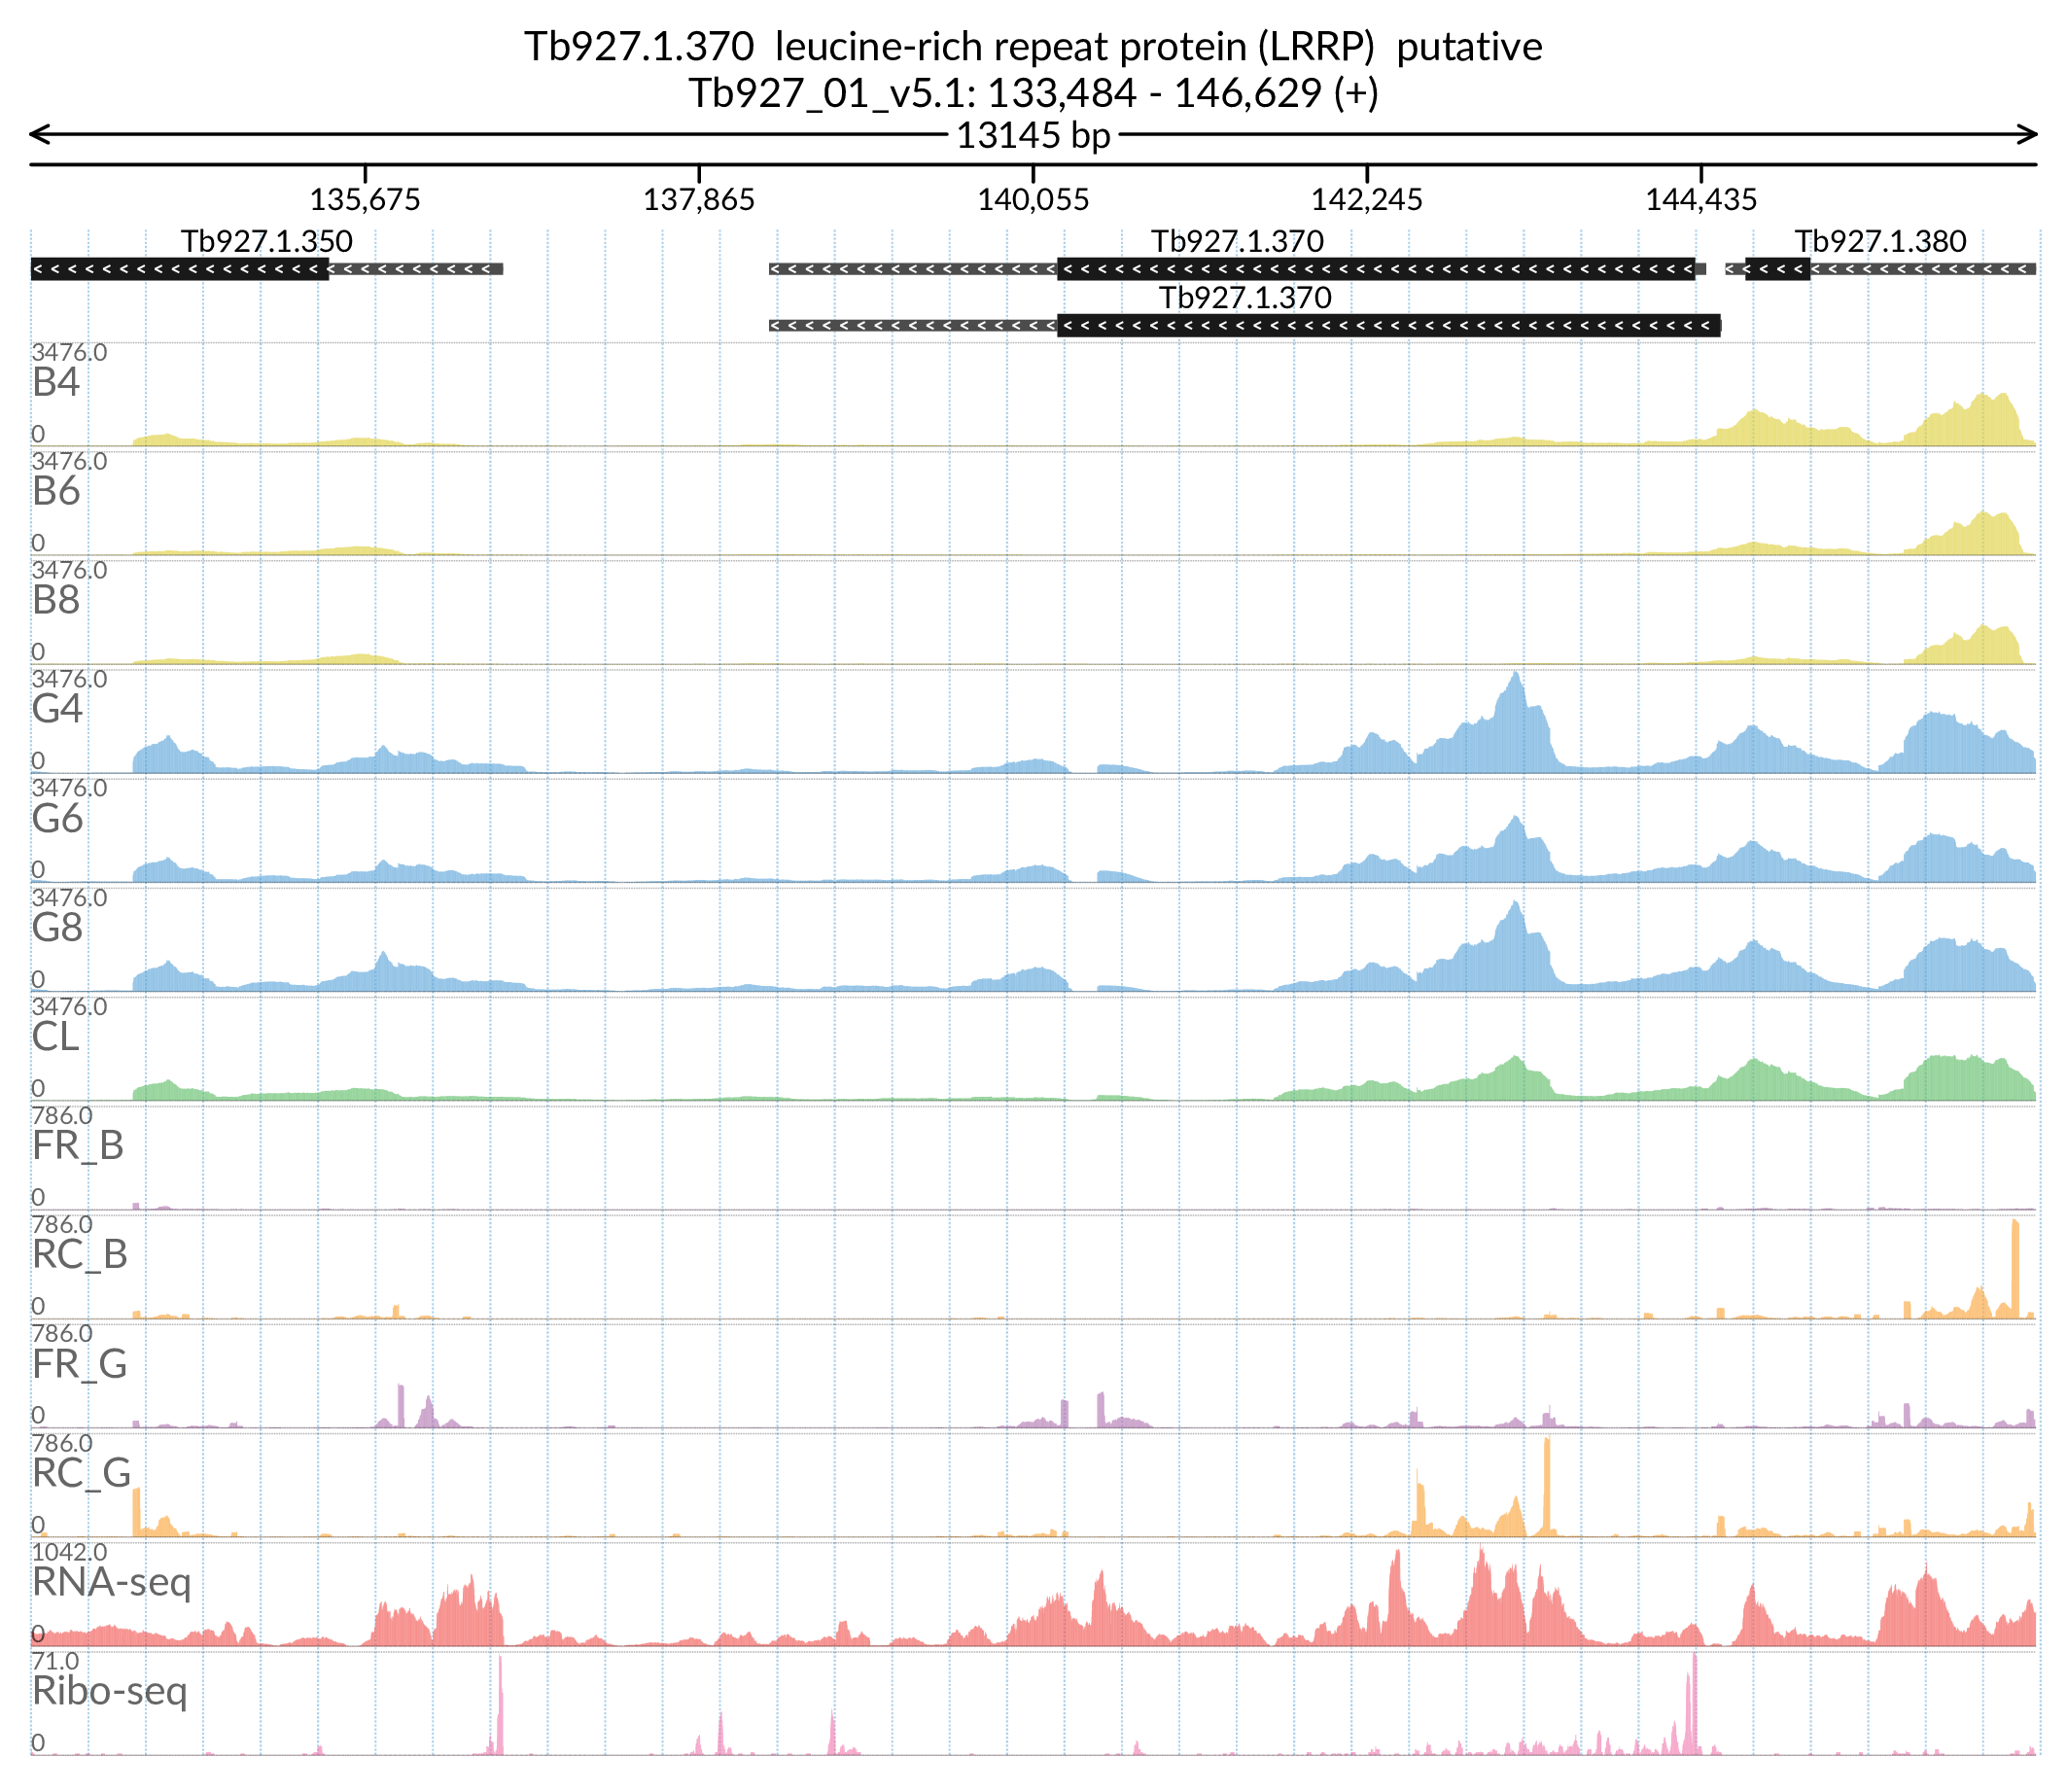 Tb927.1.370 leucine-rich repeat protein (LRRP) putative
Tb927_01_v5.1: 133,484 - 146,629 (+)
13145 bp
135,675 137,865 140,055 142,245 144,435
Tb927.1.350 Tb927.1.370 Tb927.1.380
Tb927.1.370
3476.0
B4
0
3476.0
B6
0
3476.0
B8
0
3476.0
G4
0
3476.0
G6
0
3476.0
G8
0
3476.0
CL
0
786.0
FR_B
0
786.0
RC_B
0
786.0
FR_G
0
786.0
RC_G
0
1042.0
RNA-seq
0
71.0
Ribo-seq
0